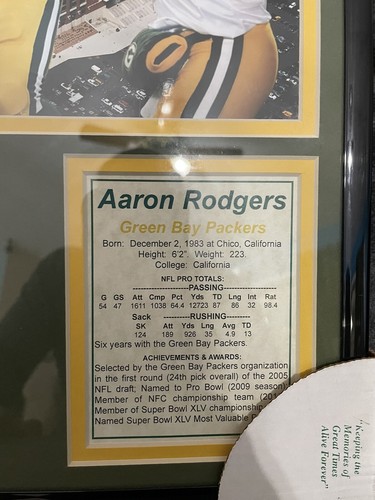 Aaron Rodgers
Green Bay Packers
Born: December 2, 1983 at Chico, California
Height: 6'2". Weight: 223.
College: California
NFL PRO TOTALS:
PASSING
G GS Att Cmp Pct Yds TD Lng Int Rat
54 47 1611 1038 64.4 12723 87 86 32 98.4
Sack RUSHING
SK Att Yds Avg Lng TD
124 189 926 35 4.9 13
Six years with the Green Bay Packers.
ACHIEVEMENTS & AWARDS:
Selected by the Green Bay Packers organization
in the first round (24th pick overall) of the 2005
NFL draft; Named to Pro Bowl (2009 season)
Member of NFC championship team (201
Member of Super Bowl XLV championship
Named Super Bowl XLV Most Valuable
"Keeping the
Memories of
Great Times
Alive Forever"
G